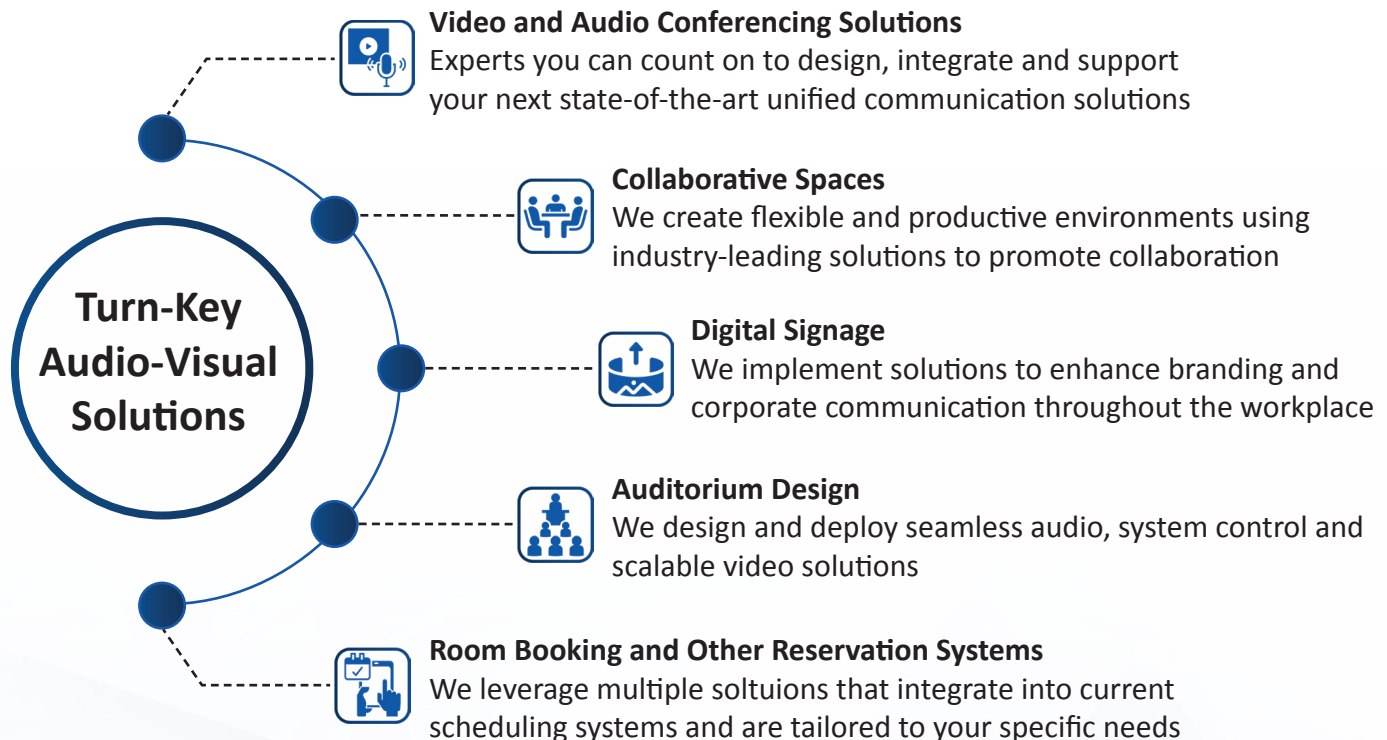 Video and Audio Conferencing Solutions
Experts you can count on to design, integrate and support
your next state-of-the-art unified communication solutions
Collaborative Spaces
We create flexible and productive environments using
industry-leading solutions to promote collaboration
Turn-Key
Audio-Visual
Solutions
Digital Signage
We implement solutions to enhance branding and
corporate communication throughout the workplace
Auditorium Design
We design and deploy seamless audio, system control and
scalable video solutions
Room Booking and Other Reservation Systems
We leverage multiple soltuions that integrate into current
scheduling systems and are tailored to your specific needs